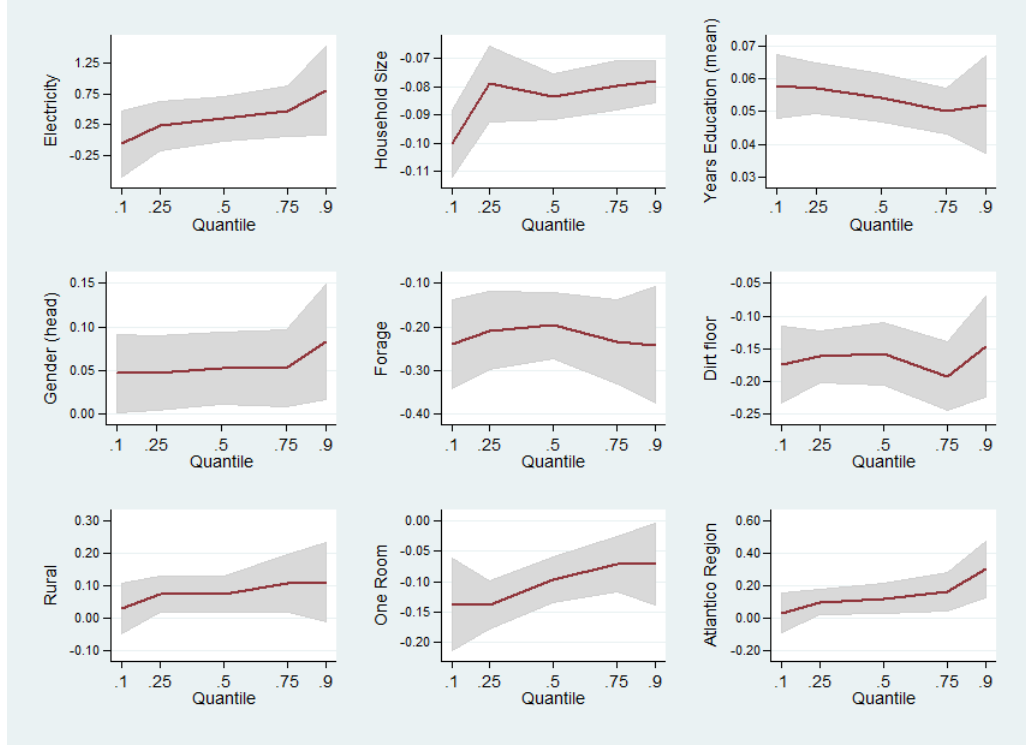 Electricity
1.25
0.75
0.25
-0.25
.1 .25 .5 .75 .9
Quantile
Household Size
-0.07
-0.08
-0.09
-0.10
-0.11
.1 .25 .5 .75 .9
Quantile
Years Education (mean)
0.07
0.06
0.05
0.04
0.03
.1 .25 .5 .75 .9
Quantile
Gender (head)
0.15
0.10
0.05
0.00
.1 .25 .5 .75 .9
Quantile
Forage
-0.10
-0.20
-0.30
-0.40
.1 .25 .5 .75 .9
Quantile
Dirt floor
-0.05
-0.10
-0.15
-0.20
-0.25
.1 .25 .5 .75 .9
Quantile
Rural
0.30
0.20
0.10
0.00
-0.10
.1 .25 .5 .75 .9
Quantile
One Room
0.00
-0.05
-0.10
-0.15
-0.20
.1 .25 .5 .75 .9
Quantile
Atlantico Region
0.60
0.40
0.20
0.00
-0.20
.1 .25 .5 .75 .9
Quantile